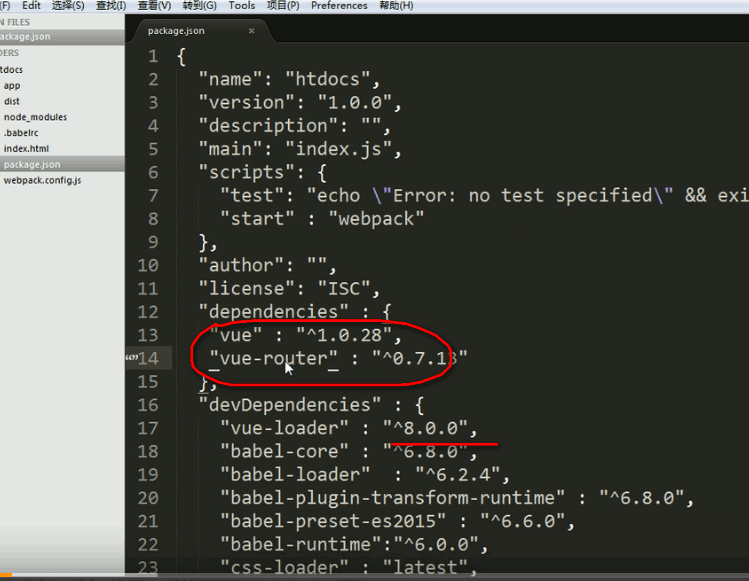 (F) Edit 选择(S) 查找(I) 查看(V) 转到(G) Tools 项目(P) Preferences 帮助(H)
N FILES
ackage.json
DERS
tdocs
app
dist
node_modules
.babelrc
index.html
package.json
webpack.config.js
package.json ×
1 {
2 "name": "htdocs",
3 "version": "1.0.0",
4 "description": "",
5 "main": "index.js",
6 "scripts": {
7 "test": "echo \"Error: no test specified\" && exi
8 "start" : "webpack"
9 },
10 "author": "",
11 "license": "ISC",
12 "dependencies" : {
13 "vue" : "^1.0.28",
14 "vue-router" : "^0.7.13"
15 },
16 "devDependencies" : {
17 "vue-loader" : "^8.0.0",
18 "babel-core" : "^6.8.0",
19 "babel-loader" : "^6.2.4",
20 "babel-plugin-transform-runtime" : "^6.8.0",
21 "babel-preset-es2015" : "^6.6.0",
22 "babel-runtime":"^6.0.0",
23 "css-loader" : "latest",